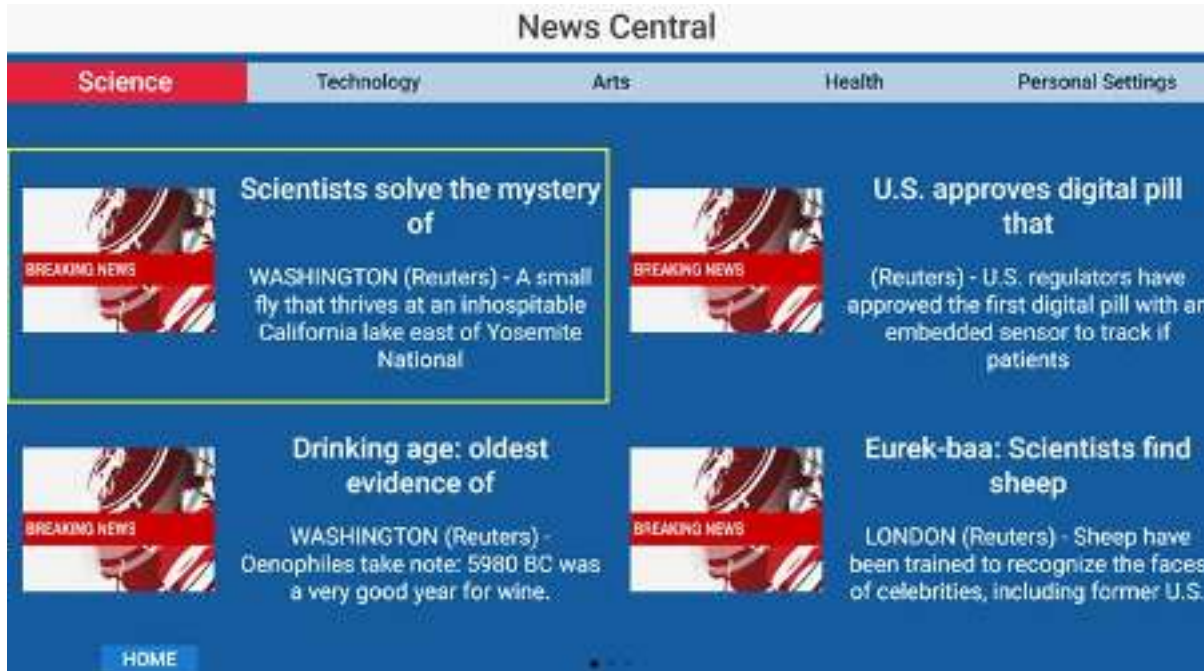 News Central
Science
Technology
Arts
Health
Personal Settings
BREAKING NEWS
Scientists solve the mystery
of
WASHINGTON (Reuters) - A small
fly that thrives at an inhospitable
California lake east of Yosemite
National
BREAKING NEWS
U.S. approves digital pill
that
(Reuters) - U.S. regulators have
approved the first digital pill with an
embedded sensor to track if
patients
BREAKING NEWS
Drinking age: oldest
evidence of
WASHINGTON (Reuters) -
Oenophiles take note: 5980 BC was
a very good year for wine.
BREAKING NEWS
Eurek-baa: Scientists find
sheep
LONDON (Reuters) - Sheep have
been trained to recognize the faces
of celebrities, including former U.S.
HOME